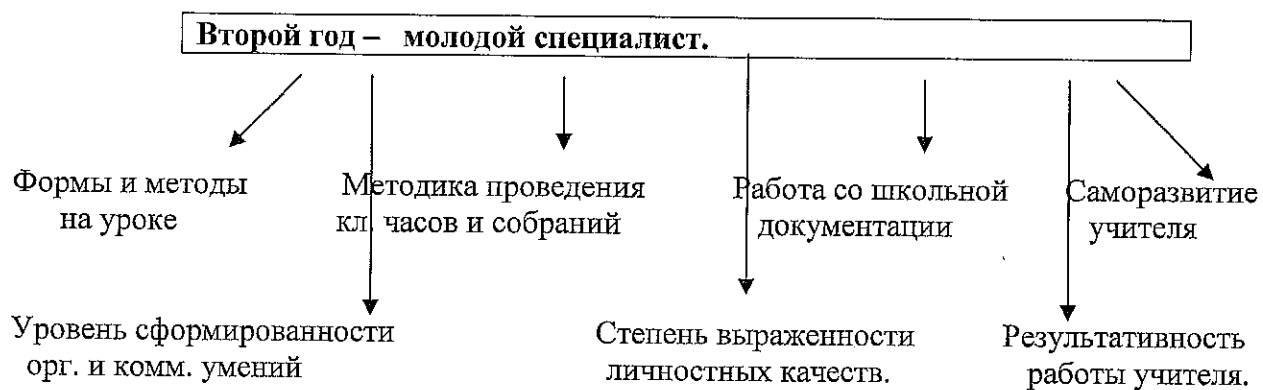 Второй год – молодой специалист.
Формы и методы
на уроке
Методика проведения
кл. часов и собраний
Работа со школьной
документации
Саморазвитие
учителя
Уровень сформированности
орг. и комм. умений
Степень выраженности
личностных качеств.
Результативность
работы учителя.